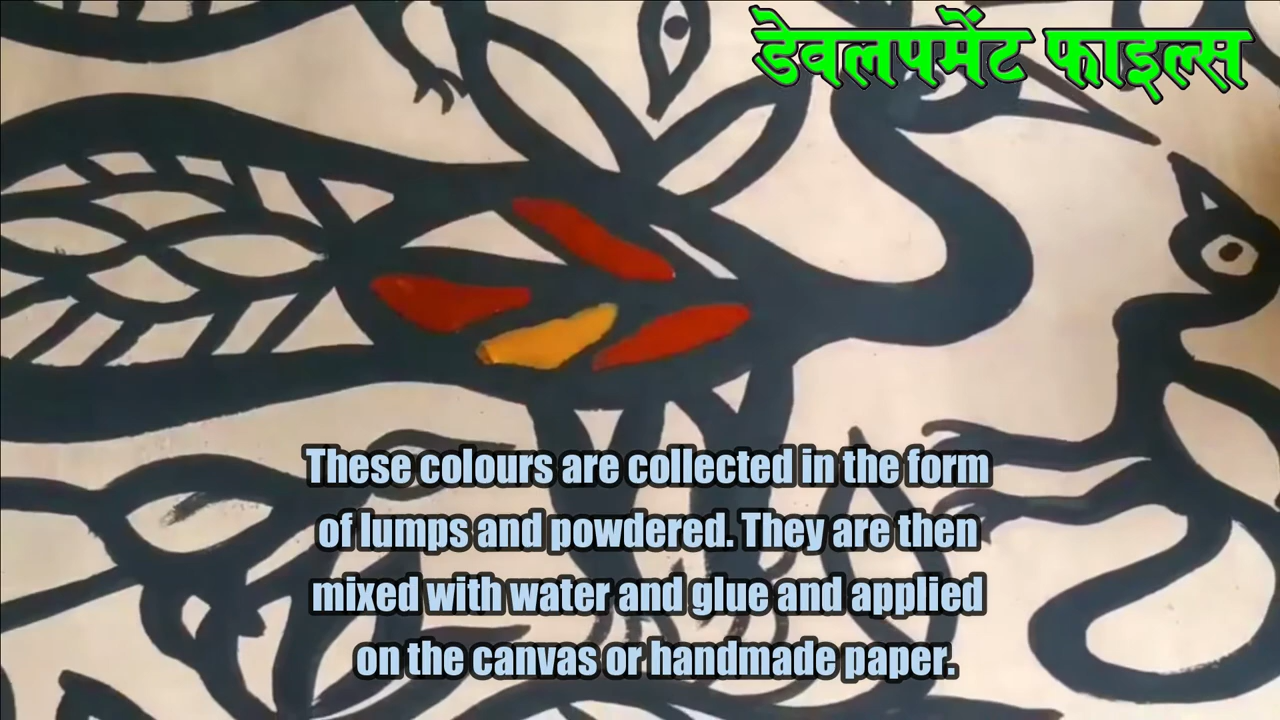 डेवलपमेंट फाइल्स
These colours are collected in the form
of lumps and powdered. They are then
mixed with water and glue and applied
on the canvas or handmade paper.